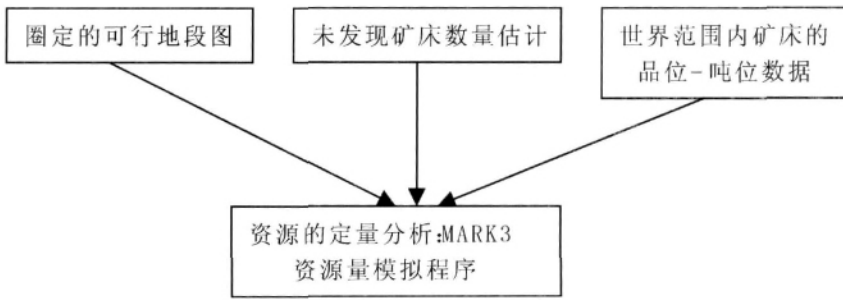 圈定的可行地段图
未发现矿床数量估计
世界范围内矿床的
品位-吨位数据
资源的定量分析:MARK3
资源量模拟程序